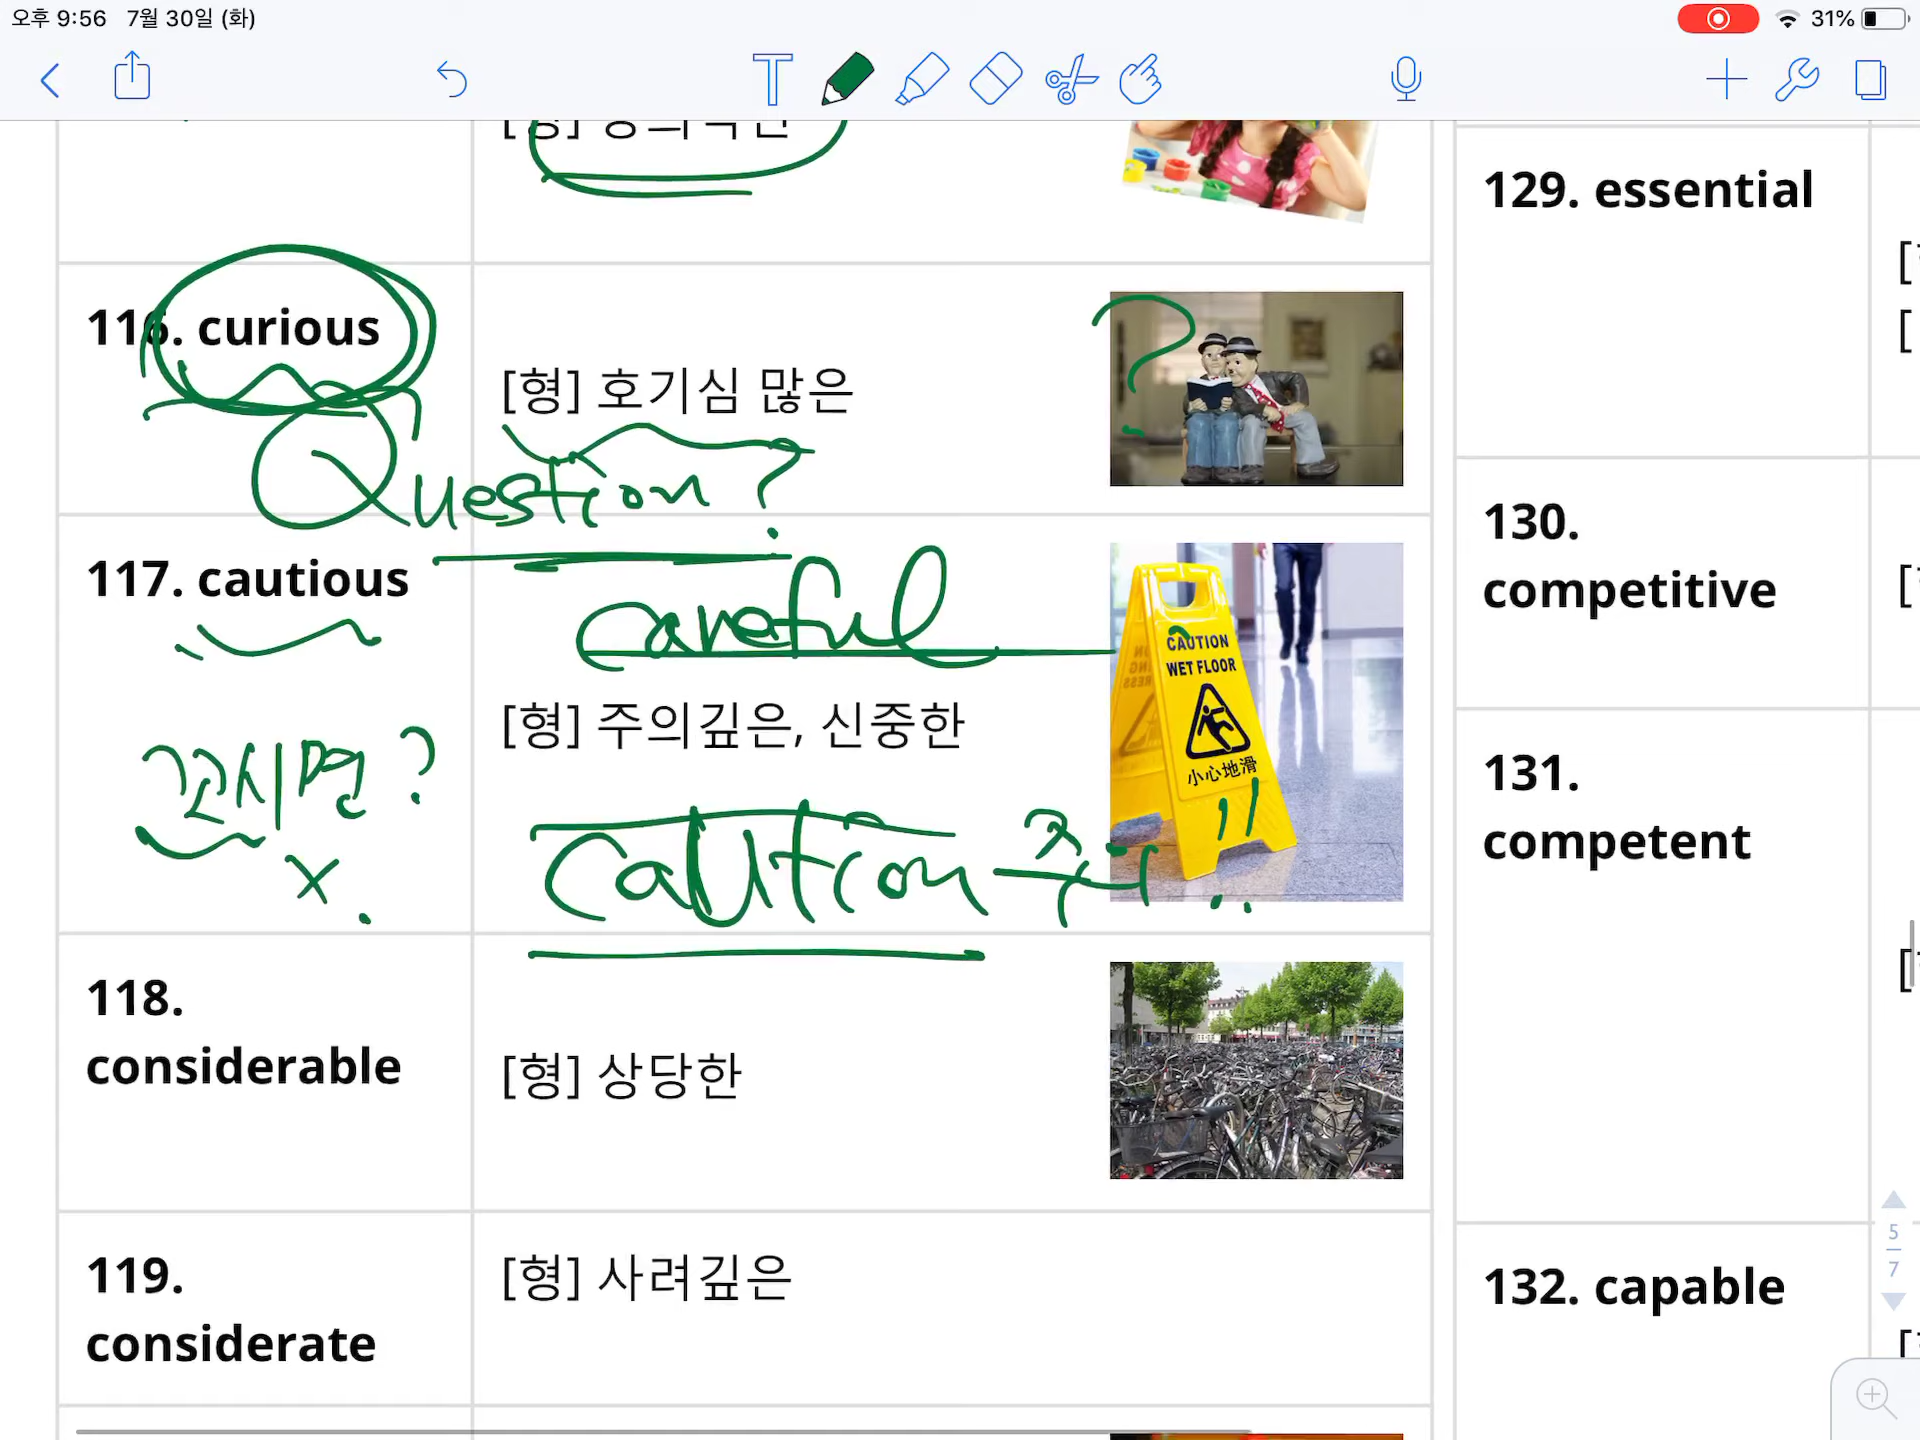 오후 9:56 7월 30일 (화)
31%
116. curious
[형] 호기심 많은
Question?
117. cautious
careful
[형] 주의깊은, 신중한
꼬시면?
x.
caution
CAUTION
WET FLOOR
小心地滑
118.
considerable
[형] 상당한
119.
considerate
[형] 사려깊은
129. essential
130.
competitive
131.
competent
132. capable
5
7